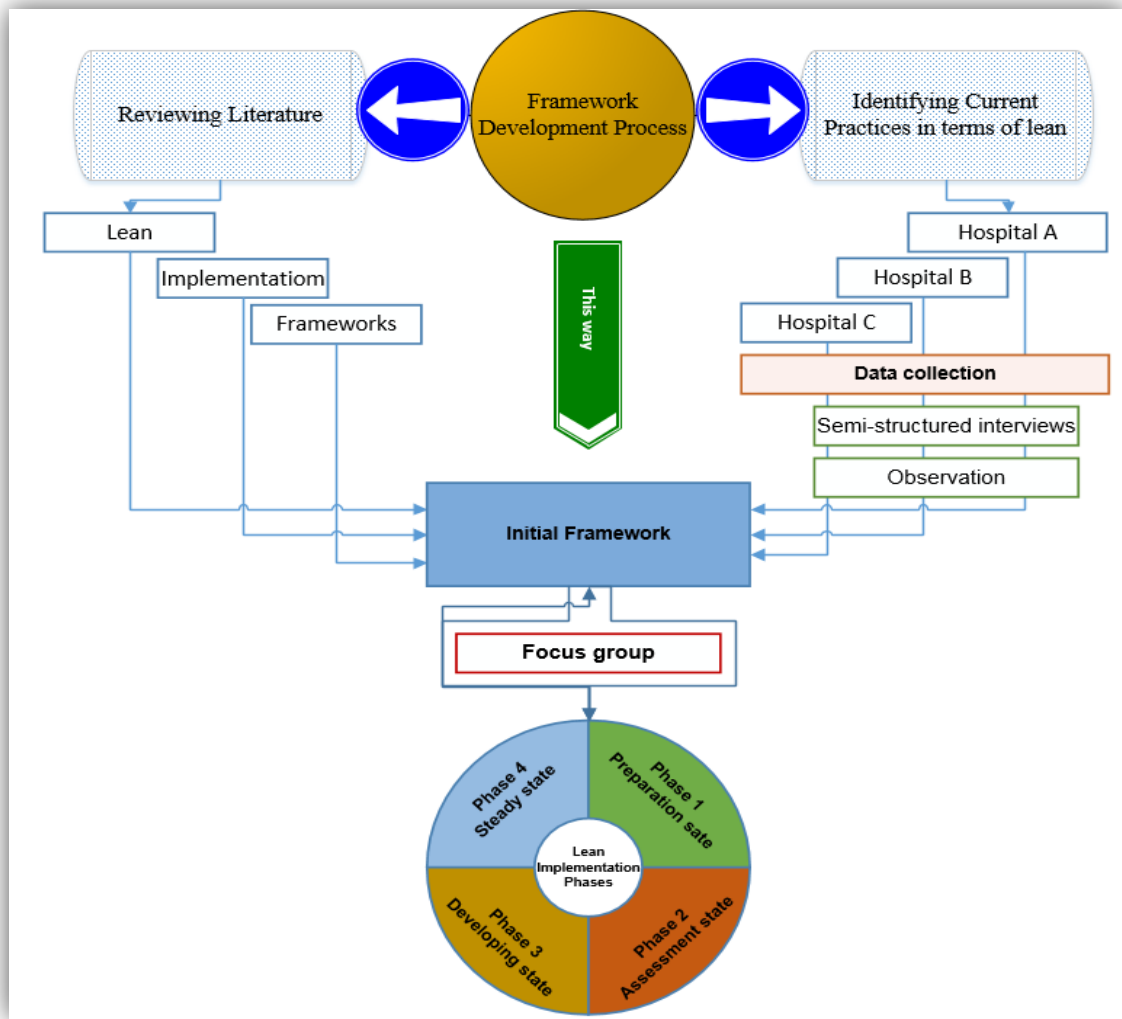 Reviewing Literature
Framework
Development Process
Identifying Current
Practices in terms of lean
Lean
Implementatiom
Frameworks
This way
Hospital A
Hospital B
Hospital C
Data collection
Semi-structured interviews
Observation
Initial Framework
Focus group
Phase 4
Steady state
Phase 1
Preparation sate
Lean
Implementation
Phases
Phase 3
Developing state
Phase 2
Assessment state